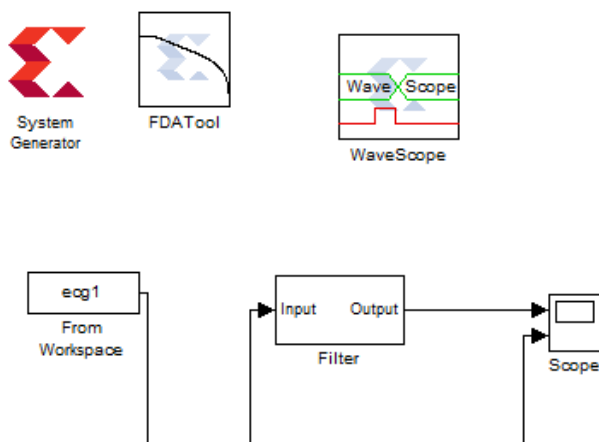 System
Generator
FDATool
Wave Scope
WaveScope
ecg1
From
Workspace
Input Output
Filter
Scope